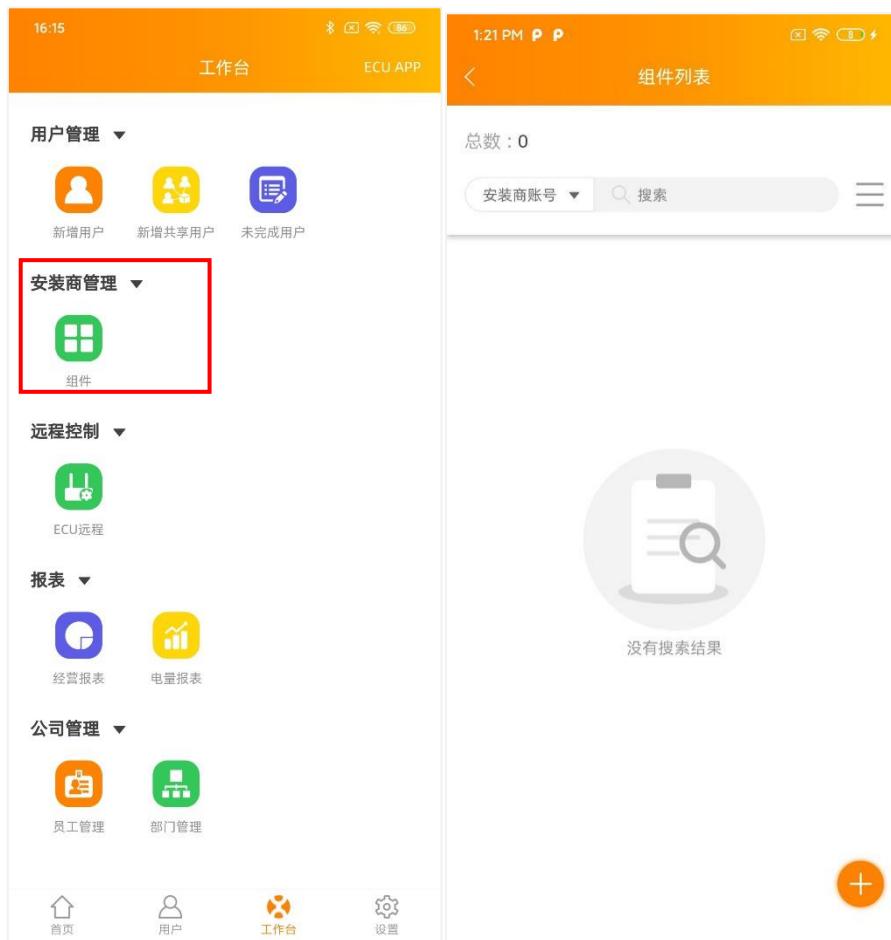 16:15
86
工作台
ECU APP
用户管理
新增用户
新增共享用户
未完成用户
安装商管理
组件
远程控制
ECU远程
报表
经营报表
电量报表
公司管理
员工管理
部门管理
首页
用户
工作台
设置
1:21 PM
8
组件列表
总数：0
安装商账号
搜索
没有搜索结果